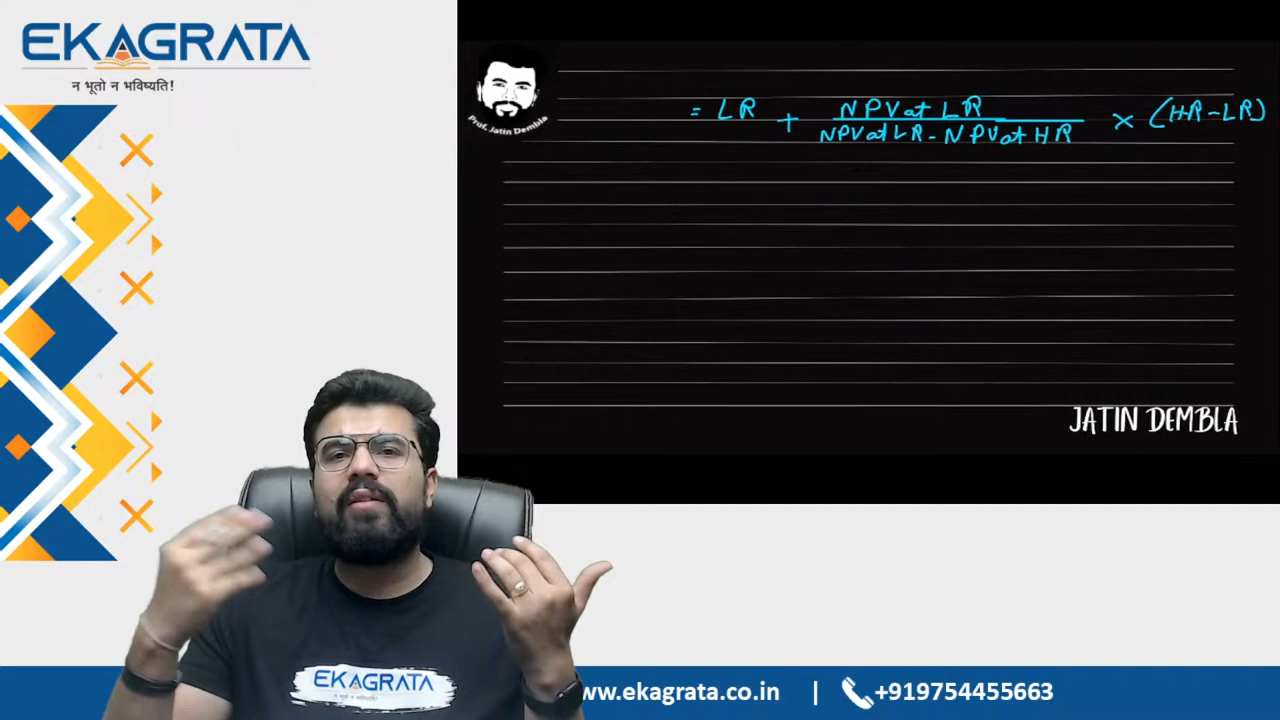 EKAGRATA
न भूतो न भविष्यति!
Prof. Jatin Dembla
= LR + NPV at LR / NPV at LR - NPV at HR × (HR - LR)
JATIN DEMBLA
EKAGRATA
न भूतो न भविष्यति!
ww.ekagrata.co.in | +919754455663